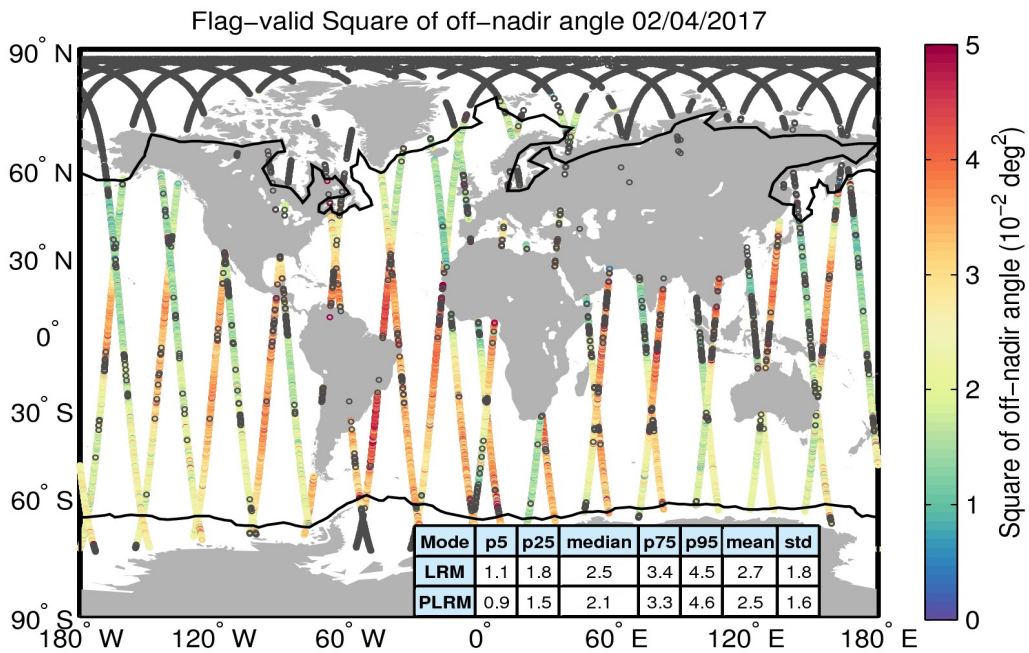 Flag−valid Square of off−nadir angle 02/04/2017
90° N
60° N
30° N
0°
30° S
60° S
90° S
180° W
120° W
60° W
0°
60° E
120° E
180° E
Mode p5 p25 median p75 p95 mean std
LRM 1.1 1.8 2.5 3.4 4.5 2.7 1.8
PLRM 0.9 1.5 2.1 3.3 4.6 2.5 1.6
5
4
3
2
1
0
Square of off−nadir angle (10⁻² deg²)